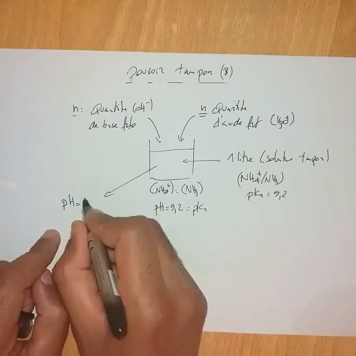 pouvoir tampon (β)
n: Quantité (OH⁻)
de base forte
n Quantité
d'acide fort (H₃O⁺)
1 litre (solution tampon)
(NH₄⁺/NH₃)
pKa = 9,2
(NH₄⁺) = (NH₃)
pH = 9,2 = pKa
pH =